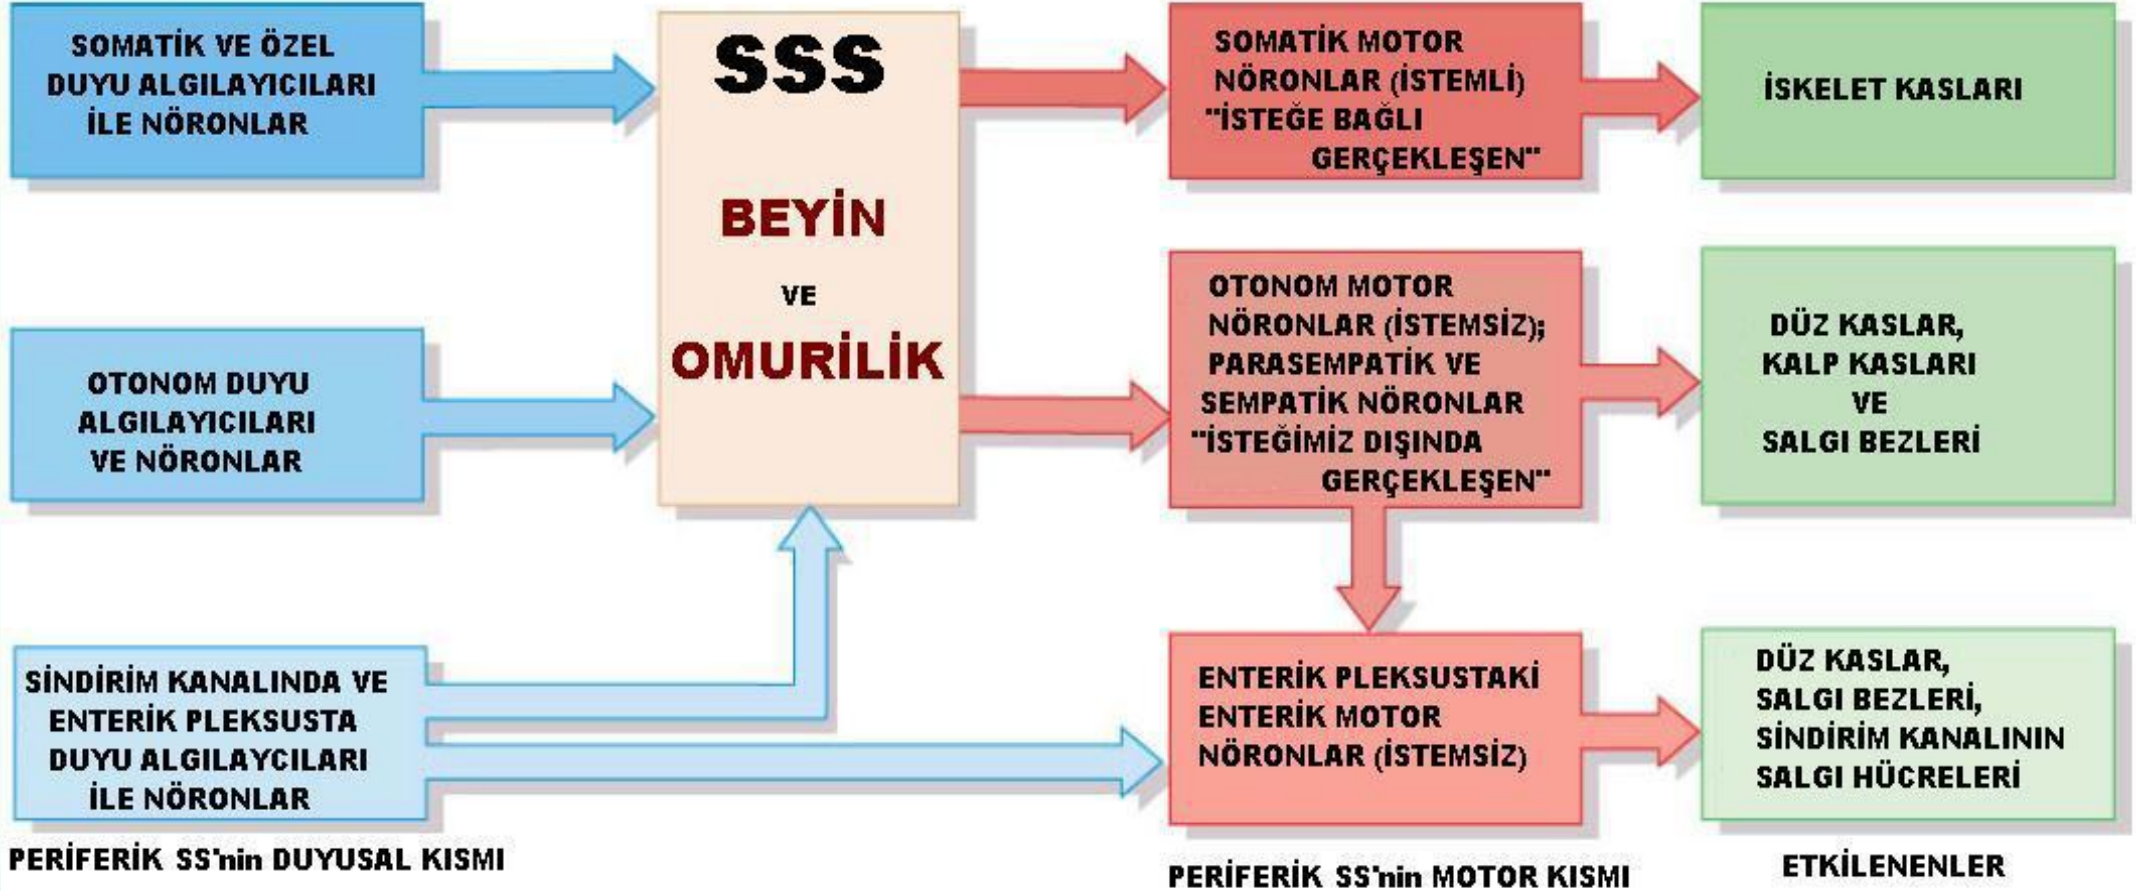 SOMATİK VE ÖZEL
DUYU ALGILAYICILARI
İLE NÖRONLAR
SSS
BEYİN
VE
OMURİLİK
SOMATİK MOTOR
NÖRONLAR (İSTEMLİ)
"İSTEĞE BAĞLI
GERÇEKLEŞEN"
İSKELET KASLARI
OTONOM DUYU
ALGILAYICILARI
VE NÖRONLAR
OTONOM MOTOR
NÖRONLAR (İSTEMSİZ);
PARASEMPATİK VE
SEMPATİK NÖRONLAR
"İSTEĞİMİZ DIŞINDA
GERÇEKLEŞEN"
DÜZ KASLAR,
KALP KASLARI
VE
SALGI BEZLERİ
SİNDİRİM KANALINDA VE
ENTERİK PLEKSUSTA
DUYU ALGILAYCILARI
İLE NÖRONLAR
ENTERİK PLEKSUSTAKİ
ENTERİK MOTOR
NÖRONLAR (İSTEMSİZ)
DÜZ KASLAR,
SALGI BEZLERİ,
SİNDİRİM KANALININ
SALGI HÜCRELERİ
PERİFERİK SS'nin DUYUSAL KISMI
PERİFERİK SS'nin MOTOR KISMI
ETKİLENENLER